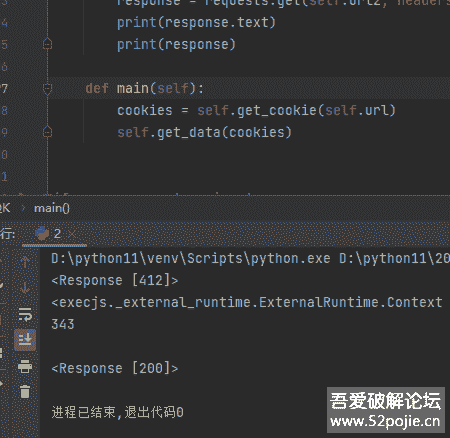 response = requests.get(self.url2, headers
print(response.text)
print(response)
def main(self):
cookies = self.get_cookie(self.url)
self.get_data(cookies)
QK › main()
行: 2 ×
D:\python11\venv\Scripts\python.exe D:\python11\20
<Response [412]>
<execjs._external_runtime.ExternalRuntime.Context
343
<Response [200]>
进程已结束,退出代码0
吾爱破解论坛
www.52pojie.cn